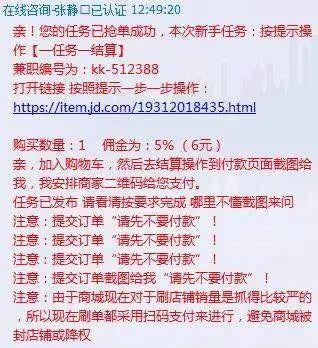 在线咨询-张静口已认证 12:49:20
亲！您的任务已抢单成功，本次新手任务：按提示
操作【一任务一结算】
兼职编号为：kk-512388
打开链接 按照提示一步一步操作：
https://item.jd.com/19312018435.html
购买数量：1 佣金为：5%（6元）
亲，加入购物车，然后去结算操作到付款页面截图给
我，我安排商家二维码给您支付。
任务已发布 请看清按要求完成 哪里不懂截图来问
注意：提交订单“请先不要付款”！
注意：提交订单“请先不要付款”！
注意：提交订单“请先不要付款”！
注意：提交订单截图给我“请先不要付款”！
注意：由于商城现在对于刷店铺销量是抓得比较严的
，所以现在刷单都采用扫码支付来进行，避免商城被
封店铺或降权